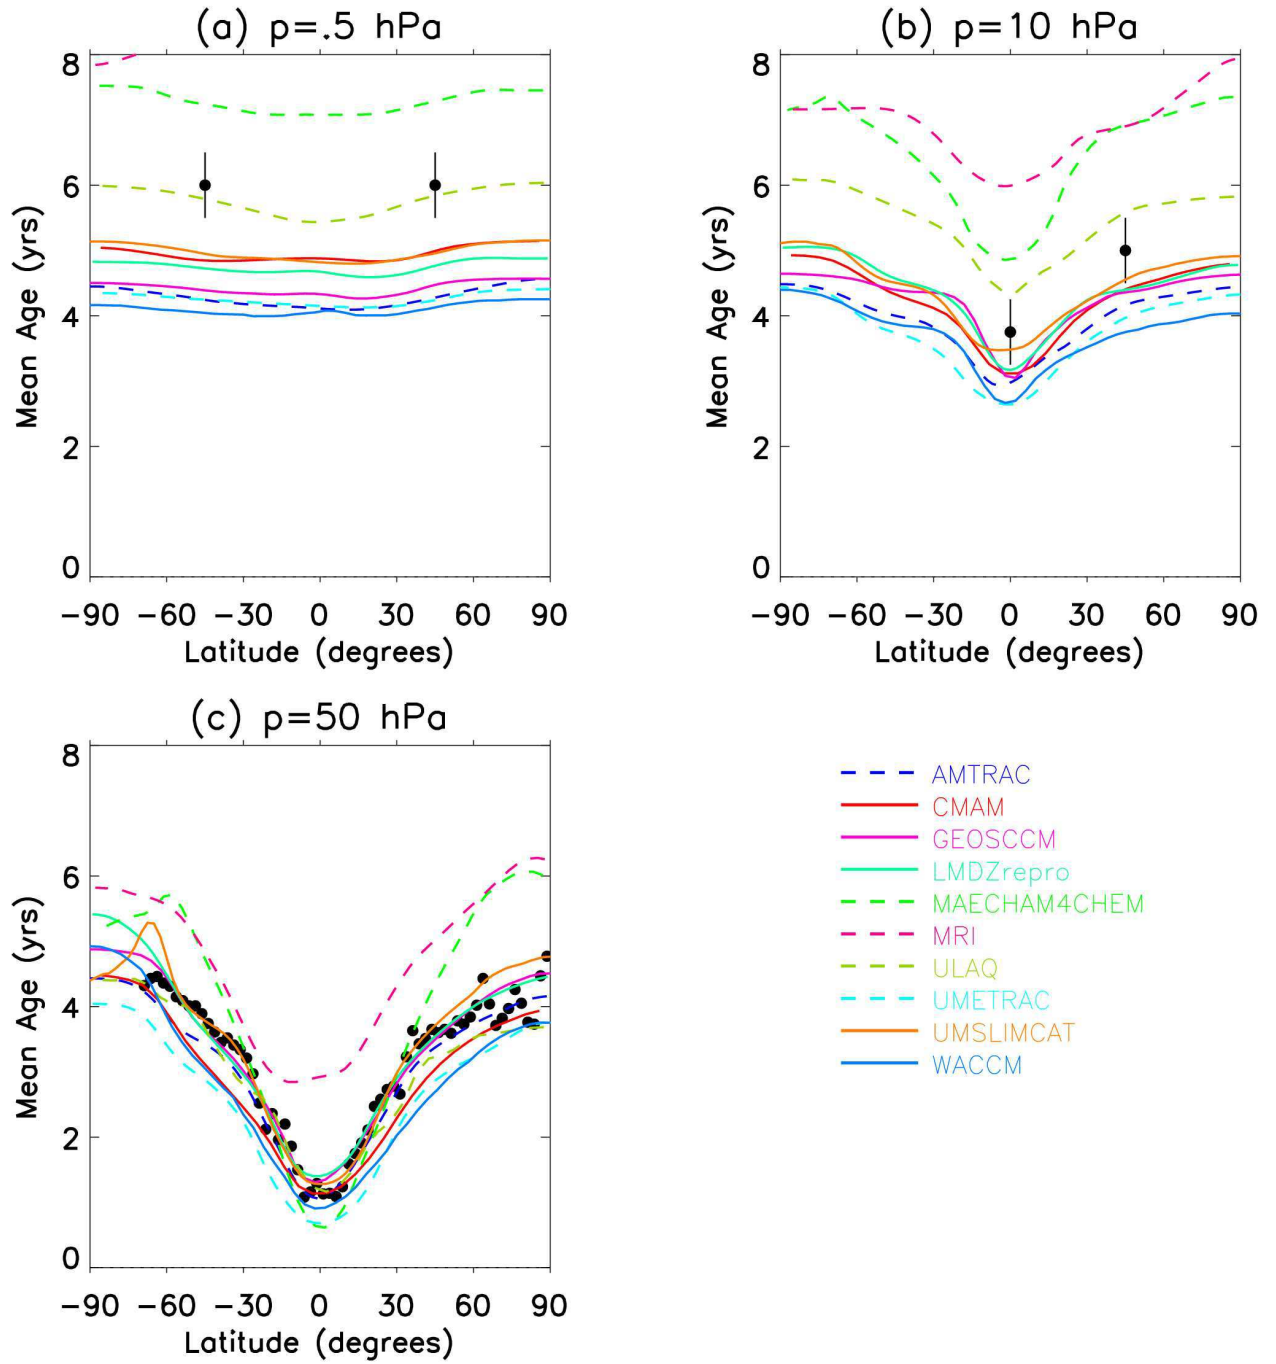 (a) p=.5 hPa
8
6
4
2
0
Mean Age (yrs)
-90 -60 -30 0 30 60 90
Latitude (degrees)
(b) p=10 hPa
8
6
4
2
0
Mean Age (yrs)
-90 -60 -30 0 30 60 90
Latitude (degrees)
(c) p=50 hPa
8
6
4
2
0
Mean Age (yrs)
-90 -60 -30 0 30 60 90
Latitude (degrees)
AMTRAC
CMAM
GEOSCCM
LMDZrepro
MAECHAM4CHEM
MRI
ULAQ
UMETRAC
UMSLIMCAT
WACCM